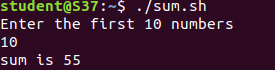 student@S37:~$ ./sum.sh
Enter the first 10 numbers
10
sum is 55